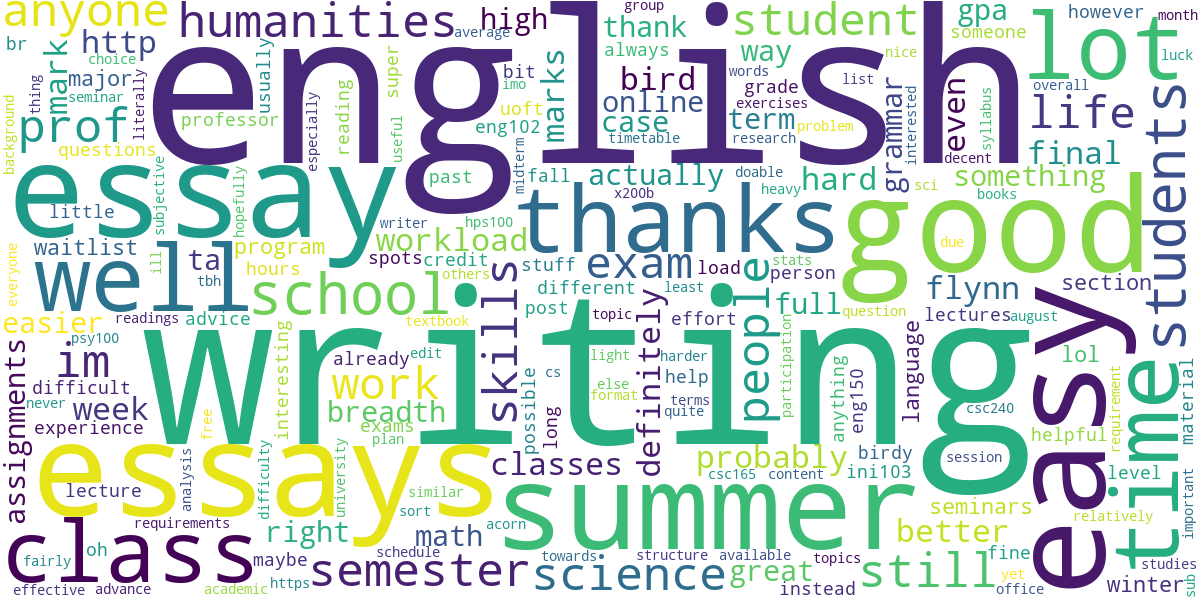 anyone
humanities
high
group
student
gpa
however
month
br
http
average
thank
someone
lot
choice
mark
always
way
luck
major
usually
super
bit
bird
words
list
nice
thing
seminar
literally
english
imo
marks
online
grade
exercises
grammar
even
overall
background
prof
professor
especially
reading
uoft
eng102
case
term
problem
interested
syllabus
life
questions
useful
midterm
timetable
research
decent
final
students
essay
subjective
hopefully
past
fall
actually
doable
heavy
hard
sci
something
little
writer
hps100
x200b
books
thanks
good
due
everyone
waitlist
well
ill
ta
program
workload
spots
credit
stuff
exam
load
stats
person
tbh
hours
others
different
least
full
flynn
section
school
skills
post
topic
people
question
easier
readings
advice
textbook
effort
lectures
august
psy100
im
interesting
already
edit
writing
definitely
light
harder
participation
language
lol
easy
time
assignments
difficult
work
possible
cs
else
help
anything
eng150
requirement
material
never
week
free
breadth
long
format
terms
quite
csc240
experience
exams
plan
helpful
essays
analysis
difficulty
university
classes
probably
birdy
session
level
lecture
similar
csc165
content
ini103
important
sort
summer
seminars
relatively
requirements
right
math
acorn
better
class
oh
maybe
schedule
towards
structure
available
topics
fine
fairly
semester
science
great
still
yet
studies
effective
advance
academic
https
instead
office
winter
sub